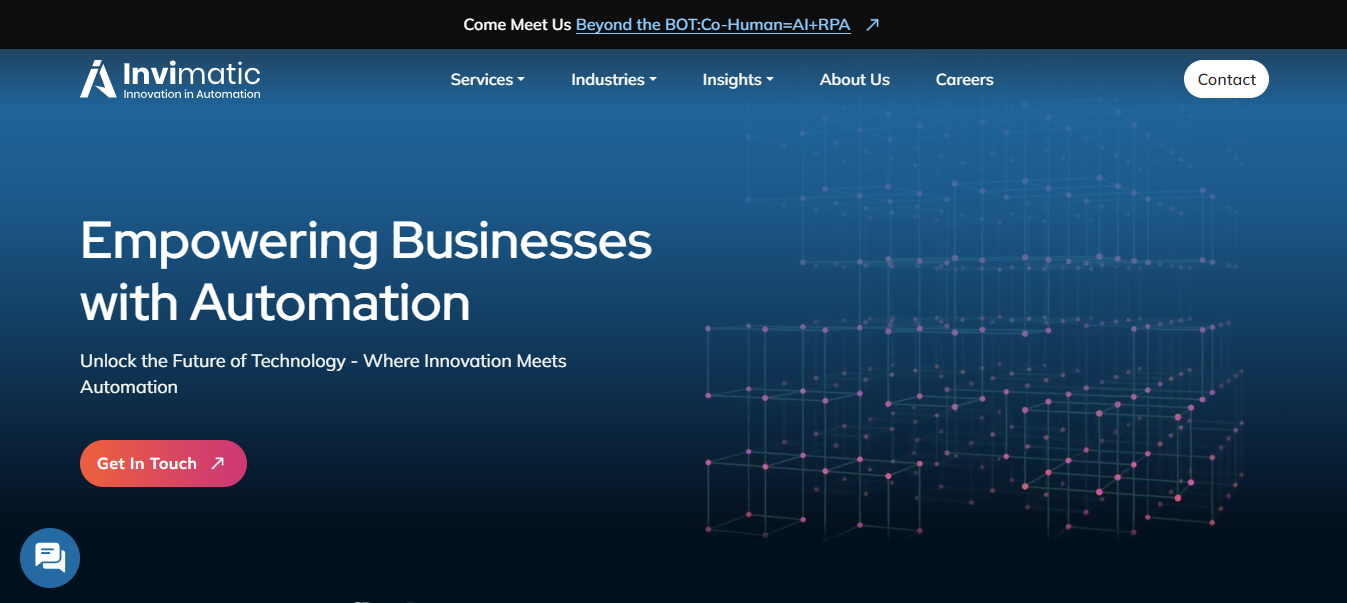 Come Meet Us Beyond the BOT:Co-Human=AI+RPA
Invimatic
Innovation in Automation
Services
Industries
Insights
About Us
Careers
Contact
Empowering Businesses
with Automation
Unlock the Future of Technology - Where Innovation Meets
Automation
Get In Touch